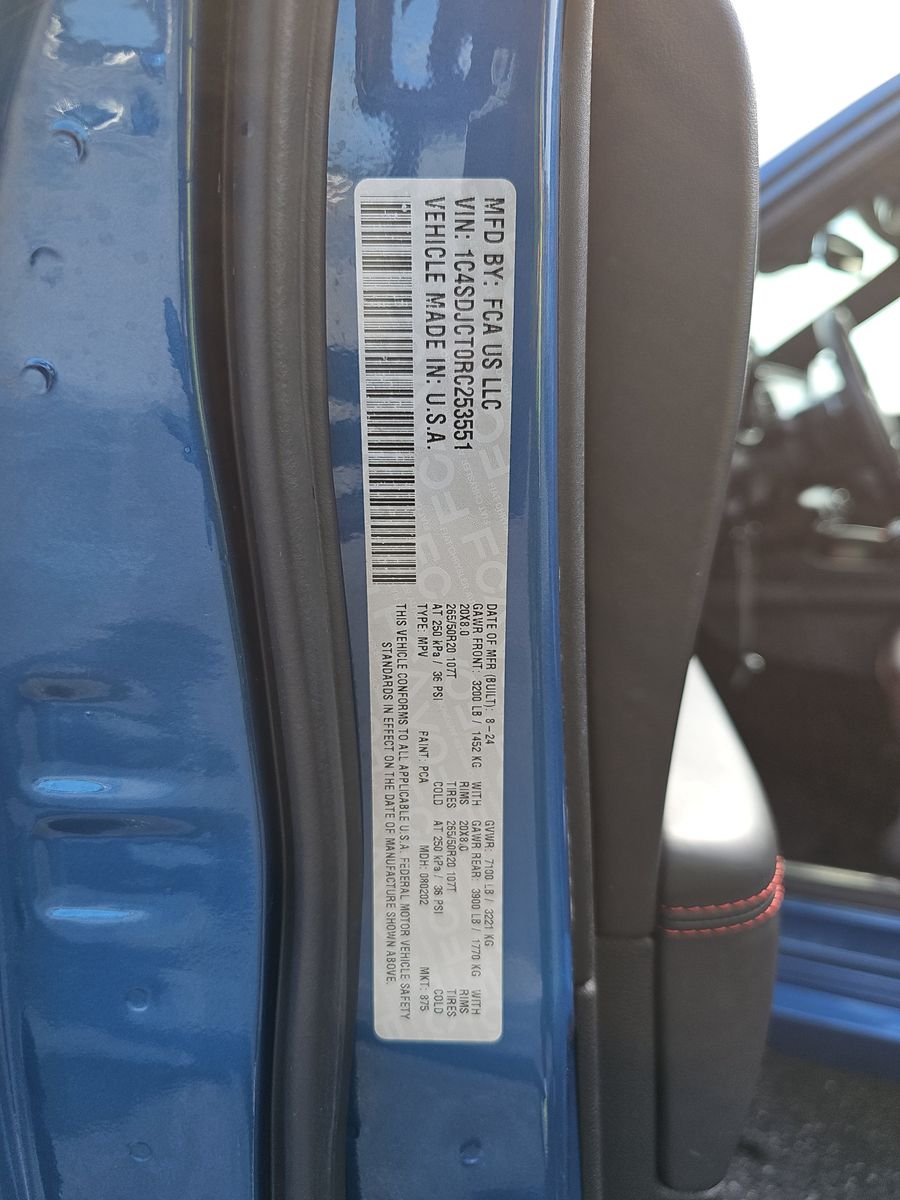 MFD BY: FCA US LLC
VIN: 1C4SDJCT0RC253551
VEHICLE MADE IN: U.S.A.
DATE OF MFR (BUILT): 8-24 GVWR: 7100 LB / 3221 KG
GAWR FRONT: 3200 LB / 1452 KG WITH GAWR REAR: 3900 LB / 1770 KG WITH
20X8.0 RIMS 20X8.0 RIMS
265/50R20 107T TIRES 265/50R20 107T TIRES
AT 250 kPa / 36 PSI COLD AT 250 kPa / 36 PSI COLD
TYPE: MPV PAINT: PCA MDH: 080202 MKT: 875
THIS VEHICLE CONFORMS TO ALL APPLICABLE U.S.A. FEDERAL MOTOR VEHICLE SAFETY
STANDARDS IN EFFECT ON THE DATE OF MANUFACTURE SHOWN ABOVE.